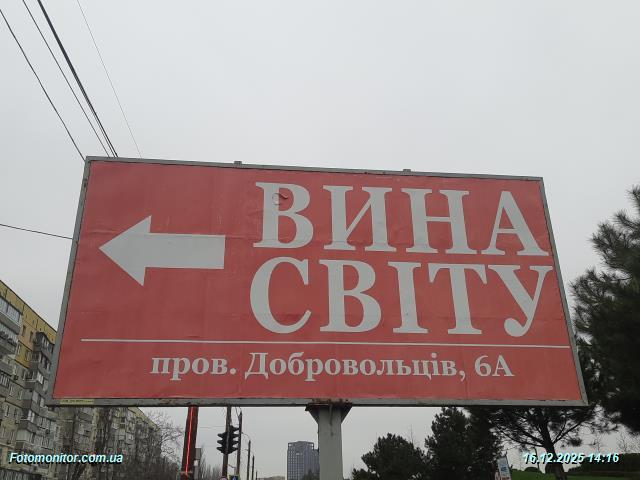 ВИНА
СВІТУ
пров. Добровольців, 6А
Fotomonitor.com.ua
16.12.2025 14:16